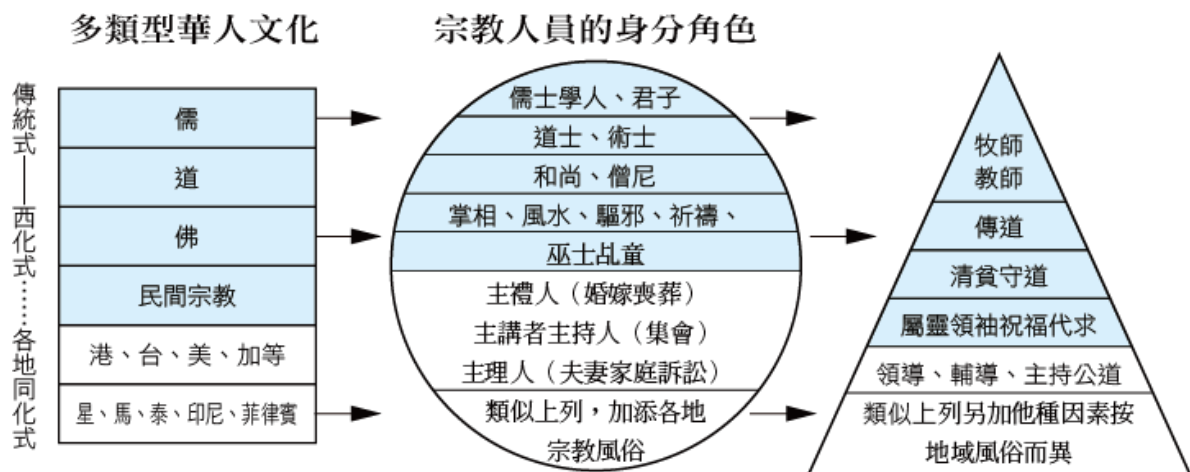 多類型華人文化
宗教人員的身分角色
傳統式——西化式……各地同化式
儒
道
佛
民間宗教
港、台、美、加等
星、馬、泰、印尼、菲律賓
儒士學人、君子
道士、術士
和尚、僧尼
掌相、風水、驅邪、祈禱、
巫士乩童
主禮人（婚嫁喪葬）
主講者主持人（集會）
主理人（夫妻家庭訴訟）
類似上列，加添各地
宗教風俗
牧師
教師
傳道
清貧守道
屬靈領袖祝福代求
領導、輔導、主持公道
類似上列另加他種因素按
地域風俗而異